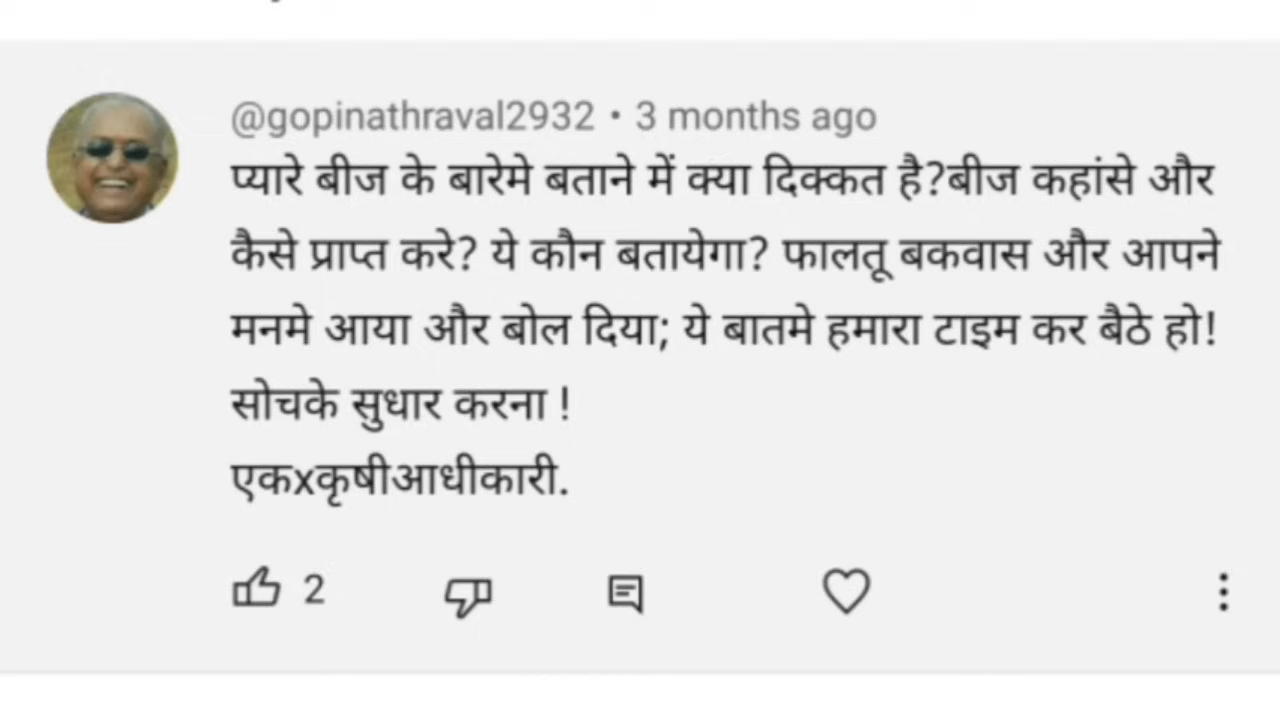 @gopinathraval2932 • 3 months ago
प्यारे बीज के बारेमे बताने में क्या दिक्कत है?बीज कहांसे और
कैसे प्राप्त करे? ये कौन बतायेगा? फालतू बकवास और आपने
मनमे आया और बोल दिया; ये बातमे हमारा टाइम कर बैठे हो!
सोचके सुधार करना !
एकxकृषीआधीकारी.
2